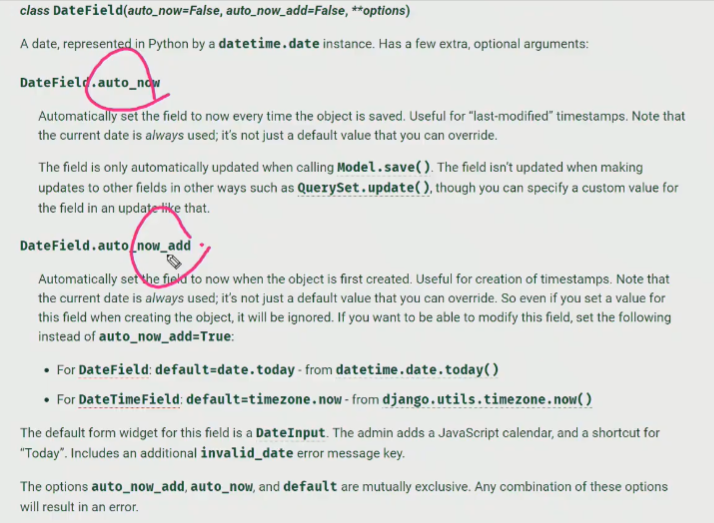 class DateField(auto_now=False, auto_now_add=False, **options)
A date, represented in Python by a datetime.date instance. Has a few extra, optional arguments:
DateField.auto_now
Automatically set the field to now every time the object is saved. Useful for “last-modified” timestamps. Note that
the current date is always used; it’s not just a default value that you can override.
The field is only automatically updated when calling Model.save(). The field isn’t updated when making
updates to other fields in other ways such as QuerySet.update(), though you can specify a custom value for
the field in an update like that.
DateField.auto_now_add
Automatically set the field to now when the object is first created. Useful for creation of timestamps. Note that
the current date is always used; it’s not just a default value that you can override. So even if you set a value for
this field when creating the object, it will be ignored. If you want to be able to modify this field, set the following
instead of auto_now_add=True:
• For DateField: default=date.today - from datetime.date.today()
• For DateTimeField: default=timezone.now - from django.utils.timezone.now()
The default form widget for this field is a DateInput. The admin adds a JavaScript calendar, and a shortcut for
“Today”. Includes an additional invalid_date error message key.
The options auto_now_add, auto_now, and default are mutually exclusive. Any combination of these options
will result in an error.